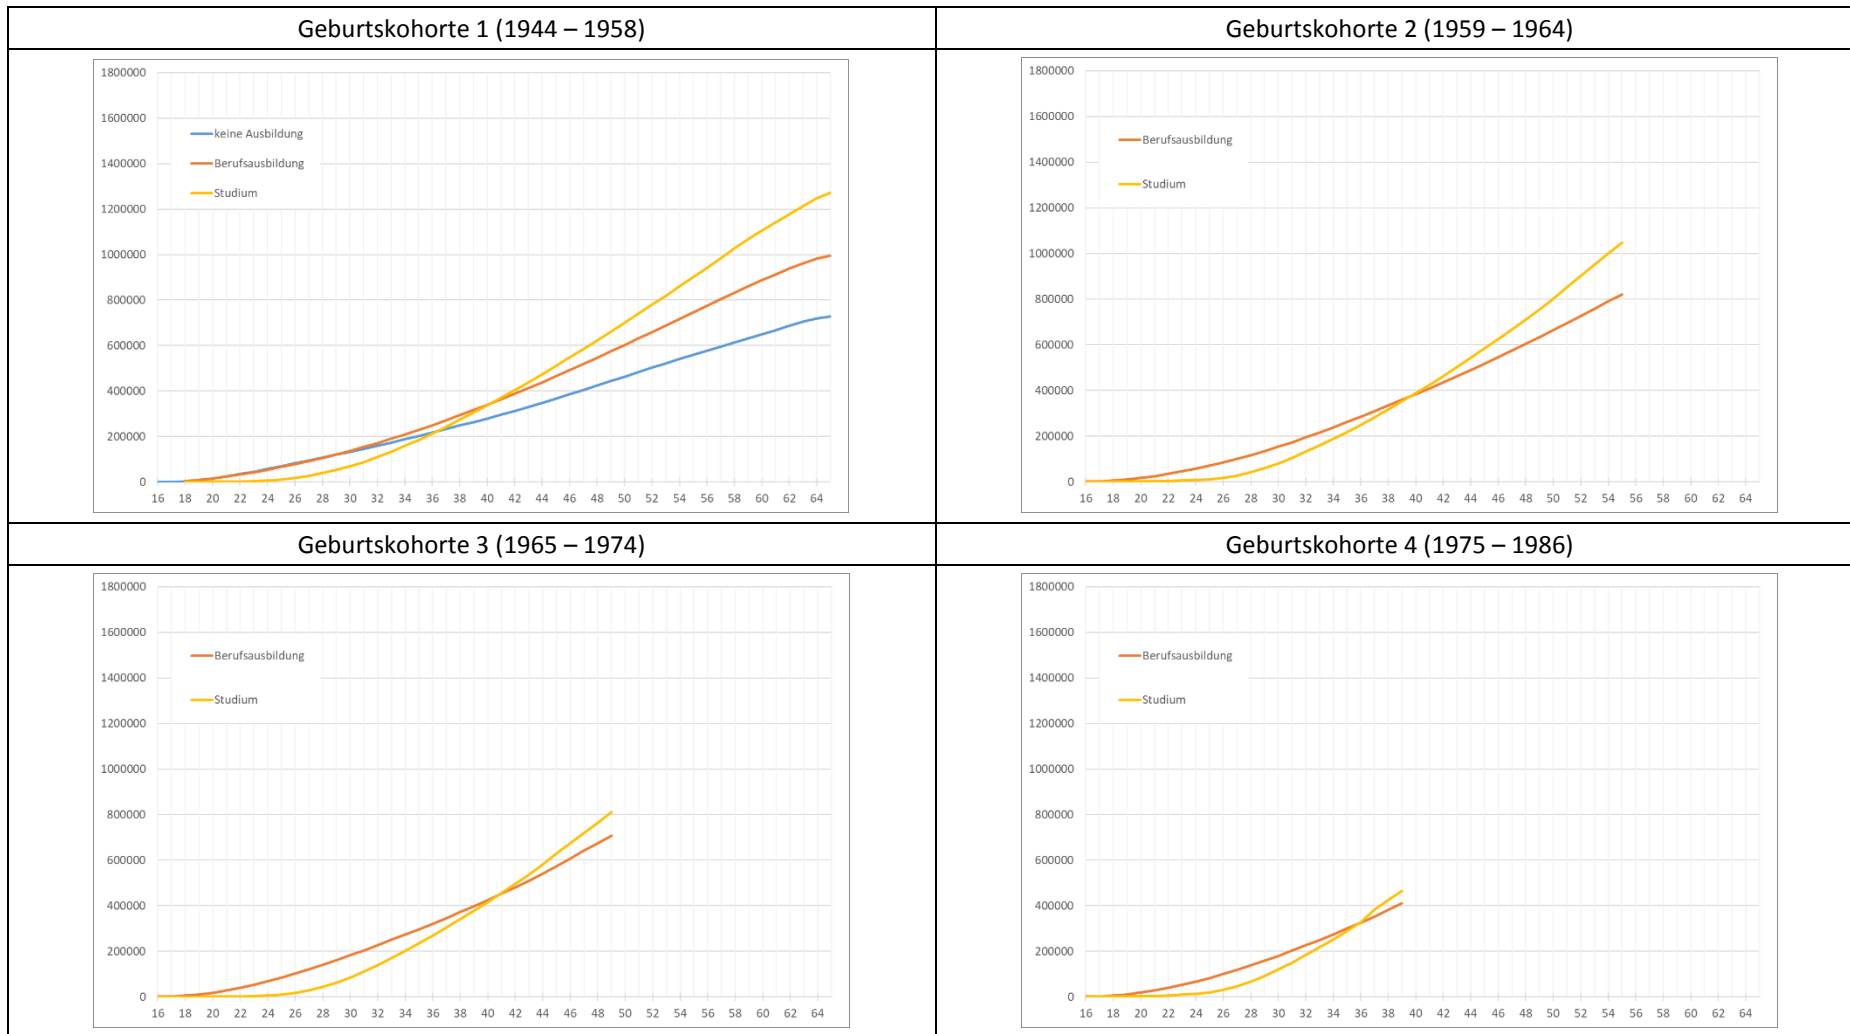 Geburtskohorte 1 (1944 – 1958)
1800000
1600000
1400000
1200000
1000000
800000
600000
400000
200000
0
keine Ausbildung
Berufsausbildung
Studium
16 18 20 22 24 26 28 30 32 34 36 38 40 42 44 46 48 50 52 54 56 58 60 62 64
Geburtskohorte 2 (1959 – 1964)
1800000
1600000
1400000
1200000
1000000
800000
600000
400000
200000
0
Berufsausbildung
Studium
16 18 20 22 24 26 28 30 32 34 36 38 40 42 44 46 48 50 52 54 56 58 60 62 64
Geburtskohorte 3 (1965 – 1974)
1800000
1600000
1400000
1200000
1000000
800000
600000
400000
200000
0
Berufsausbildung
Studium
16 18 20 22 24 26 28 30 32 34 36 38 40 42 44 46 48 50 52 54 56 58 60 62 64
Geburtskohorte 4 (1975 – 1986)
1800000
1600000
1400000
1200000
1000000
800000
600000
400000
200000
0
Berufsausbildung
Studium
16 18 20 22 24 26 28 30 32 34 36 38 40 42 44 46 48 50 52 54 56 58 60 62 64